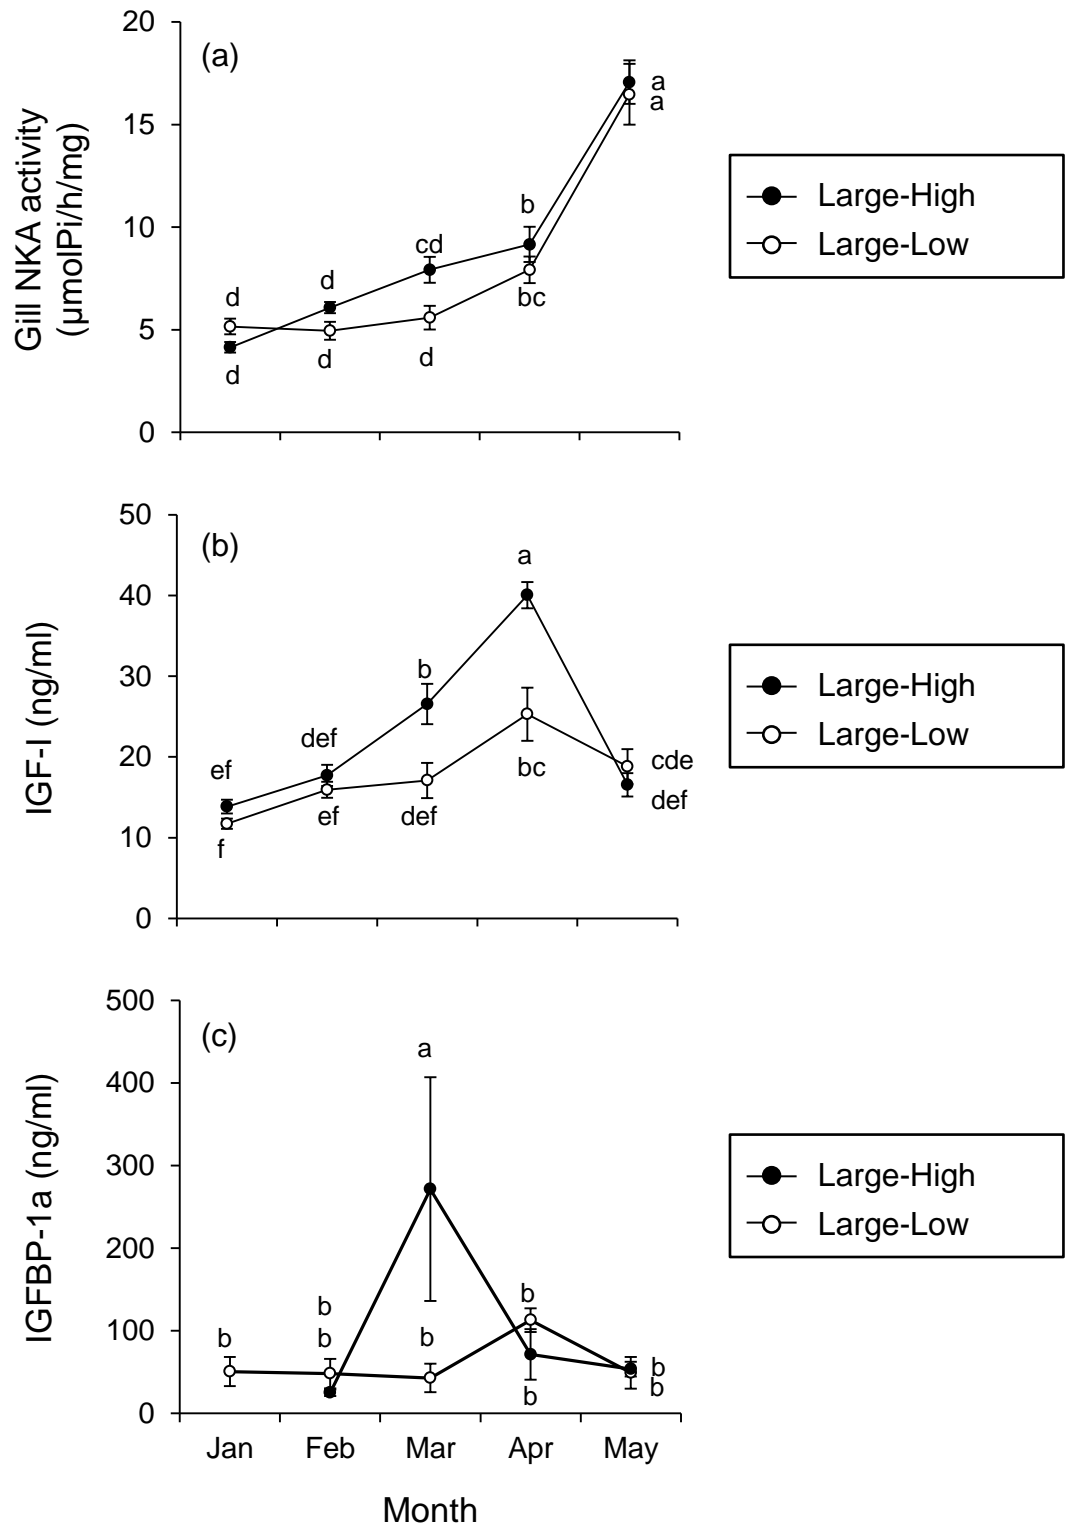 20
(a)
a
a
15
Gill NKA activity
(µmolPi/h/mg)
Large-High
Large-Low
b
10
cd
d
d
bc
5
d
d
d
0
50
(b)
a
40
IGF-I (ng/ml)
30
b
Large-High
Large-Low
def
20
ef
cde
bc
def
ef
def
10
f
0
500
(c)
a
400
IGFBP-1a (ng/ml)
300
Large-High
Large-Low
200
b
b
100
b
b
b
b
b
b
0
b
Jan Feb Mar Apr May
Month